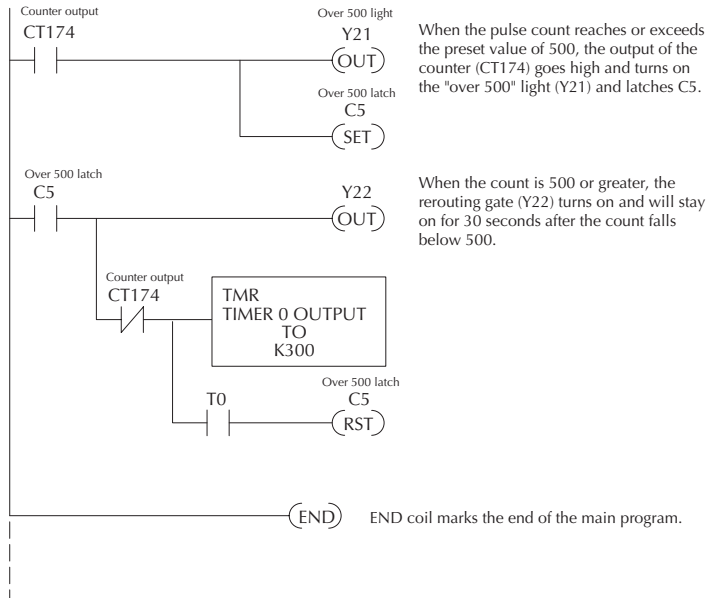 Counter output
CT174
Over 500 light
Y21
OUT
Over 500 latch
C5
SET
When the pulse count reaches or exceeds
the preset value of 500, the output of the
counter (CT174) goes high and turns on
the "over 500" light (Y21) and latches C5.
Over 500 latch
C5
Y22
OUT
When the count is 500 or greater, the
rerouting gate (Y22) turns on and will stay
on for 30 seconds after the count falls
below 500.
Counter output
CT174
TMR
TIMER 0 OUTPUT
TO
K300
T0
Over 500 latch
C5
RST
END
END coil marks the end of the main program.